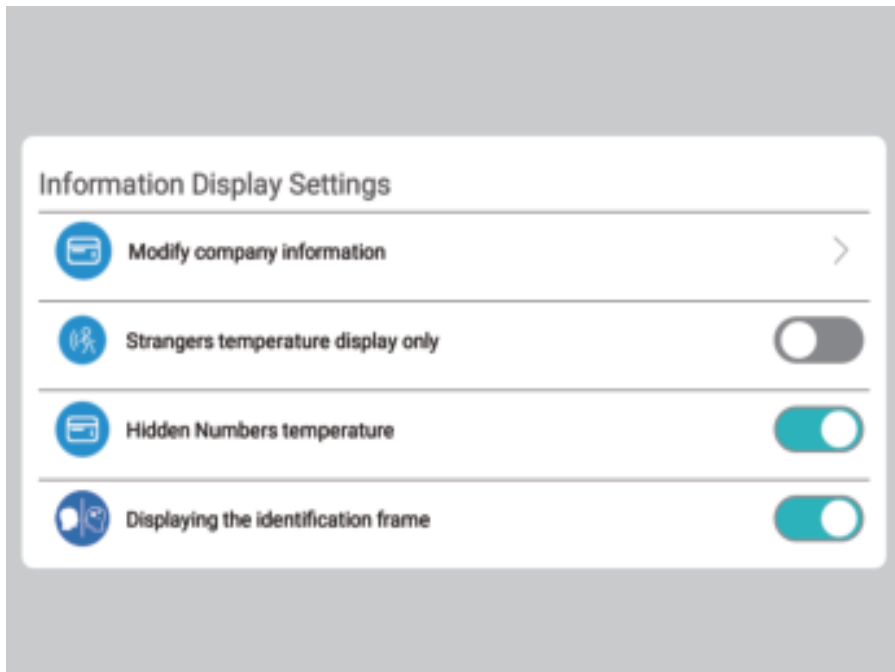 Information Display Settings
Modify company information
Strangers temperature display only
Hidden Numbers temperature
Displaying the identification frame